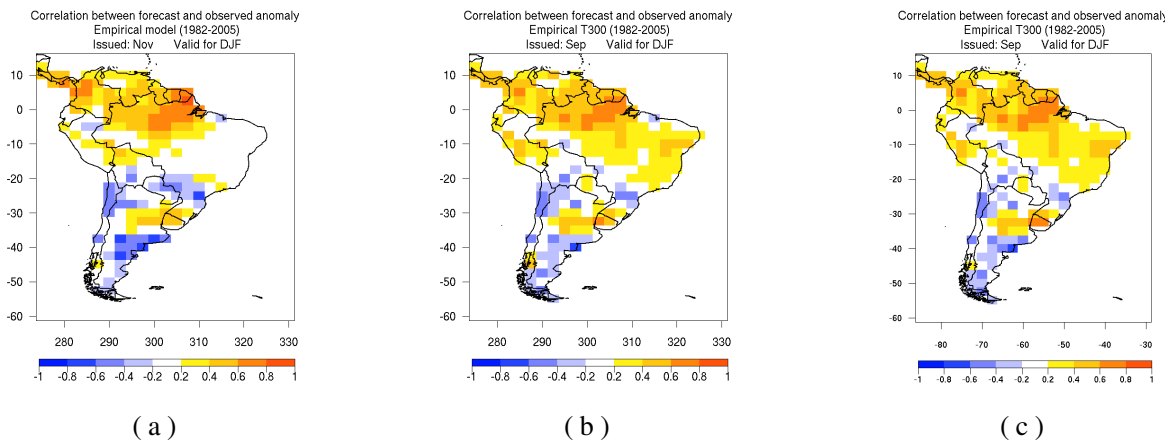 Correlation between forecast and observed anomaly
Empirical model (1982-2005)
Issued: Nov Valid for DJF
10
0
-10
-20
-30
-40
-50
-60
280 290 300 310 320 330
-1 -0.8 -0.6 -0.4 -0.2 0.2 0.4 0.6 0.8 1
( a )
Correlation between forecast and observed anomaly
Empirical T300 (1982-2005)
Issued: Sep Valid for DJF
10
0
-10
-20
-30
-40
-50
-60
280 290 300 310 320 330
-1 -0.8 -0.6 -0.4 -0.2 0.2 0.4 0.6 0.8 1
( b )
Correlation between forecast and observed anomaly
Empirical T300 (1982-2005)
Issued: Sep Valid for DJF
10
0
-10
-20
-30
-40
-50
-60
-80 -70 -60 -50 -40 -30
-1 -0.8 -0.6 -0.4 -0.2 0.2 0.4 0.6 0.8 1
( c )